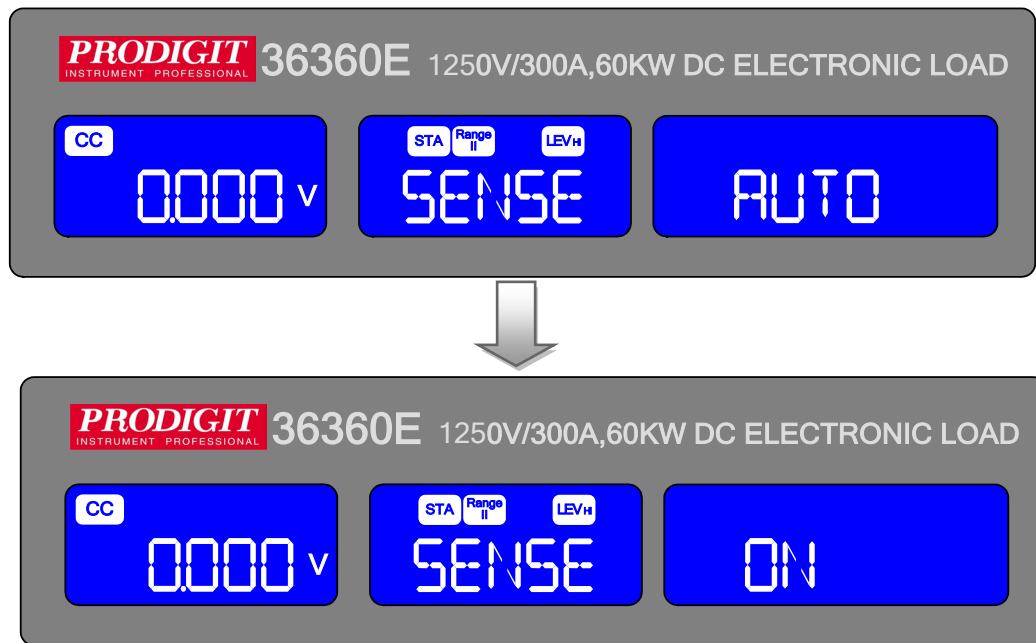 PRODIGIT
INSTRUMENT PROFESSIONAL
36360E 1250V/300A,60KW DC ELECTRONIC LOAD
CC
0.000 V
STA Range II LEV HI
SENSE
AUTO
PRODIGIT
INSTRUMENT PROFESSIONAL
36360E 1250V/300A,60KW DC ELECTRONIC LOAD
CC
0.000 V
STA Range II LEV HI
SENSE
ON